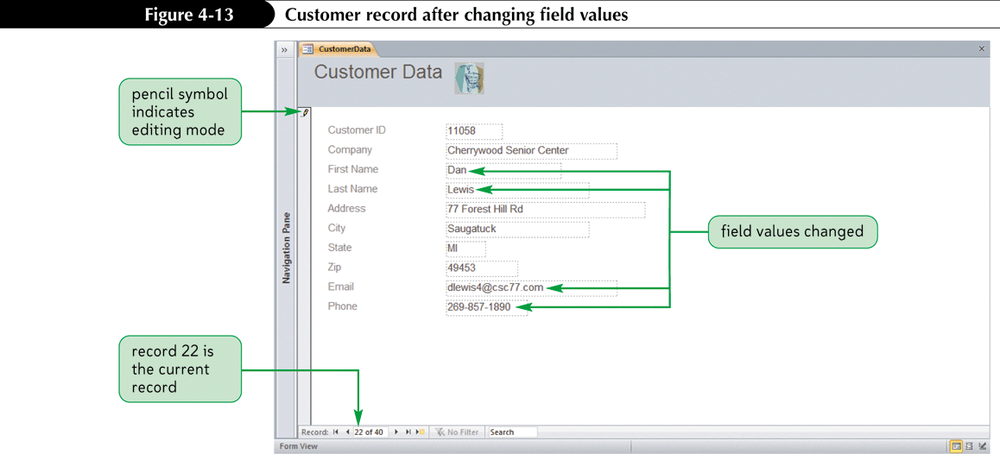 Figure 4-13 Customer record after changing field values
» CustomerData ×
Customer Data
pencil symbol
indicates
editing mode
Customer ID 11058
Company Cherrywood Senior Center
First Name Dan
Last Name Lewis
Address 77 Forest Hill Rd
City Saugatuck
State MI
Zip 49453
Email dlewis4@csc77.com
Phone 269-857-1890
field values changed
Navigation Pane
record 22 is
the current
record
Record: 22 of 40 No Filter Search
Form View